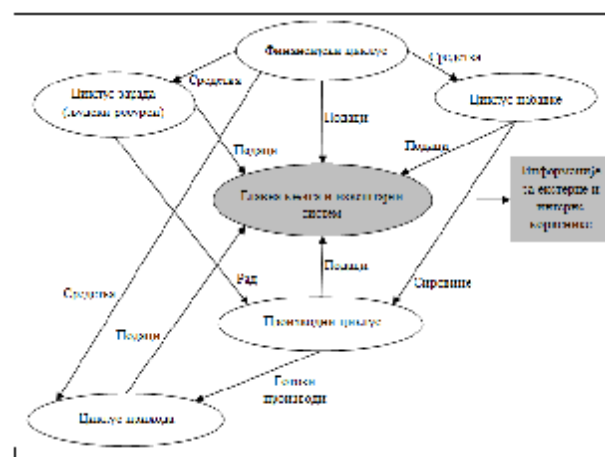 Финансијски циклус
Средства
Средства
Циклус зарада
(људски ресурси)
Циклус набавке
Подаци
Подаци
Подаци
Информације
за екстерне и
интерне
кориснике
Главна књига и извештајни
систем
Подаци
Рад
Сировине
Средства
Подаци
Производни циклус
Готови
производи
Циклус прихода